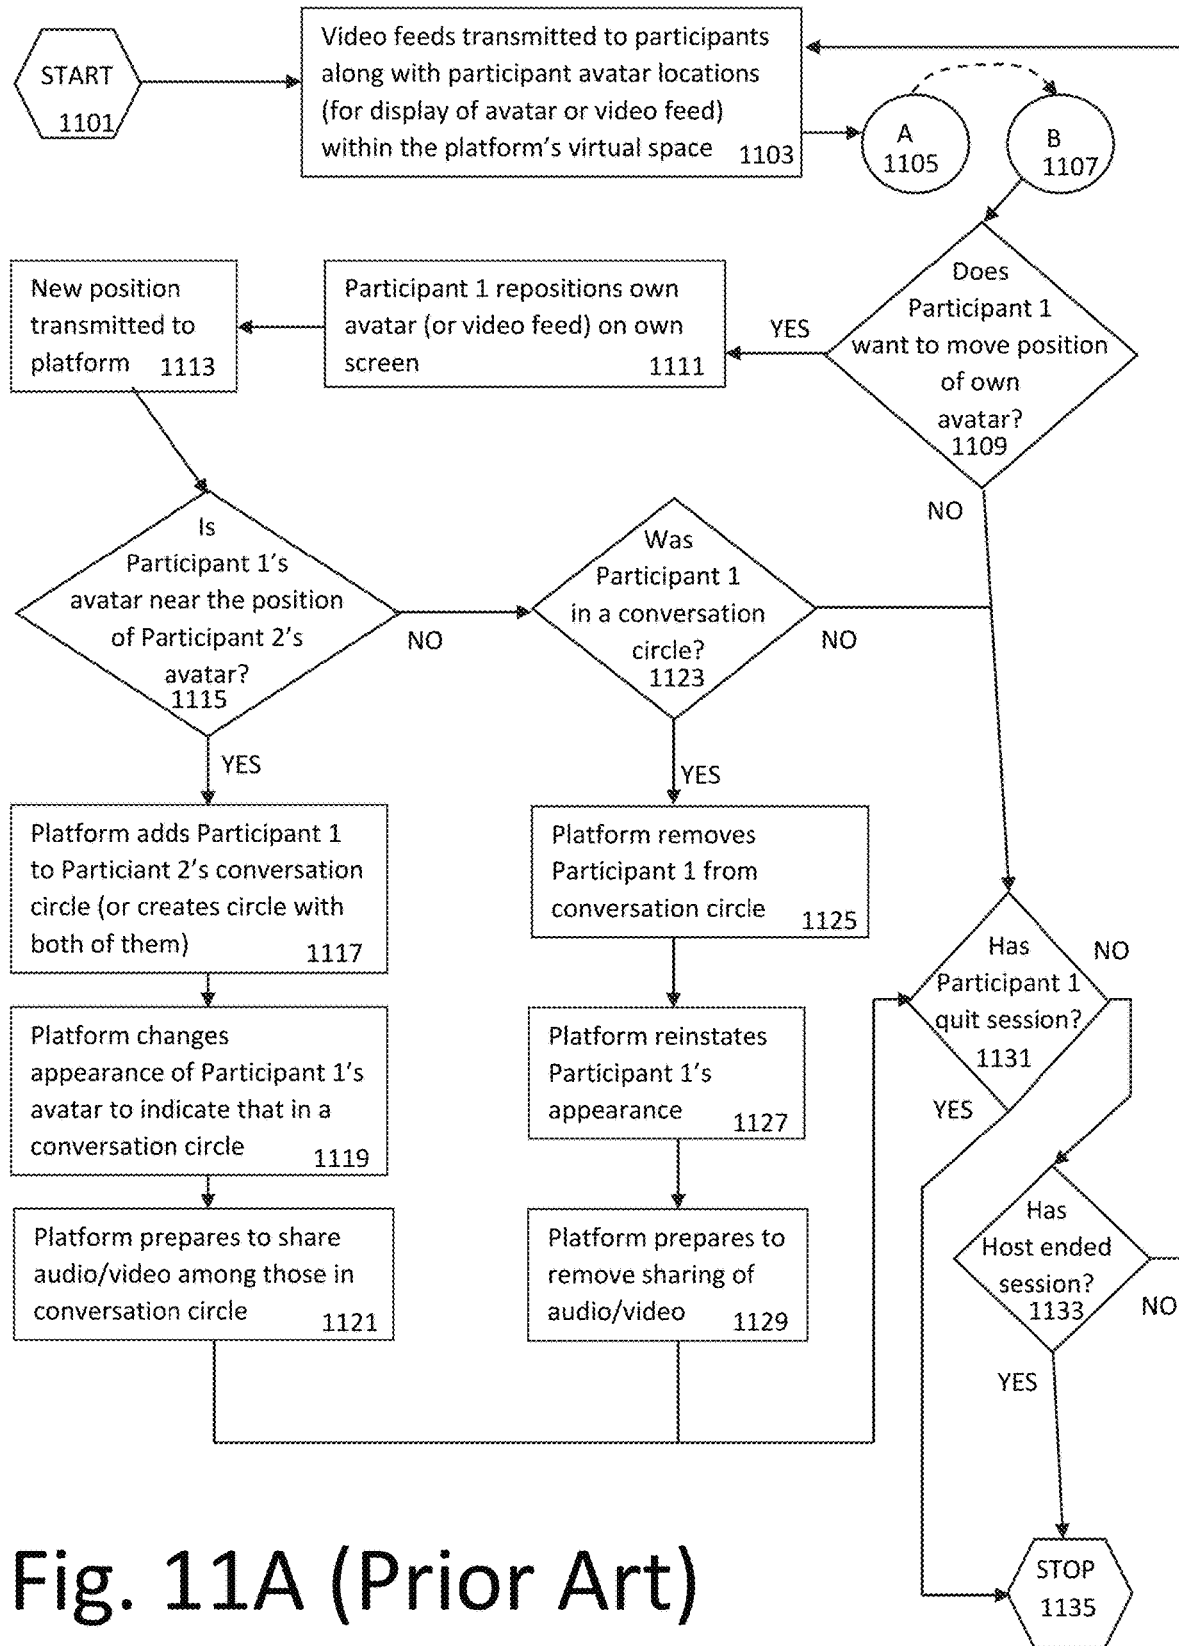 START
1101
Video feeds transmitted to participants
along with participant avatar locations
(for display of avatar or video feed)
within the platform's virtual space 1103
A
1105
B
1107
Does
Participant 1
want to move position
of own
avatar?
1109
YES
NO
Participant 1 repositions own
avatar (or video feed) on own
screen 1111
New position
transmitted to
platform 1113
Is
Participant 1's
avatar near the position
of Participant 2's
avatar?
1115
NO
YES
Was
Participant 1
in a conversation
circle?
1123
NO
YES
Platform adds Participant 1
to Particiant 2's conversation
circle (or creates circle with
both of them) 1117
Platform changes
appearance of Participant 1's
avatar to indicate that in a
conversation circle 1119
Platform prepares to share
audio/video among those in
conversation circle 1121
Platform removes
Participant 1 from
conversation circle 1125
Platform reinstates
Participant 1's
appearance 1127
Platform prepares to
remove sharing of
audio/video 1129
Has
Participant 1
quit session?
1131
NO
YES
Has
Host ended
session?
1133
NO
YES
STOP
1135
Fig. 11A (Prior Art)